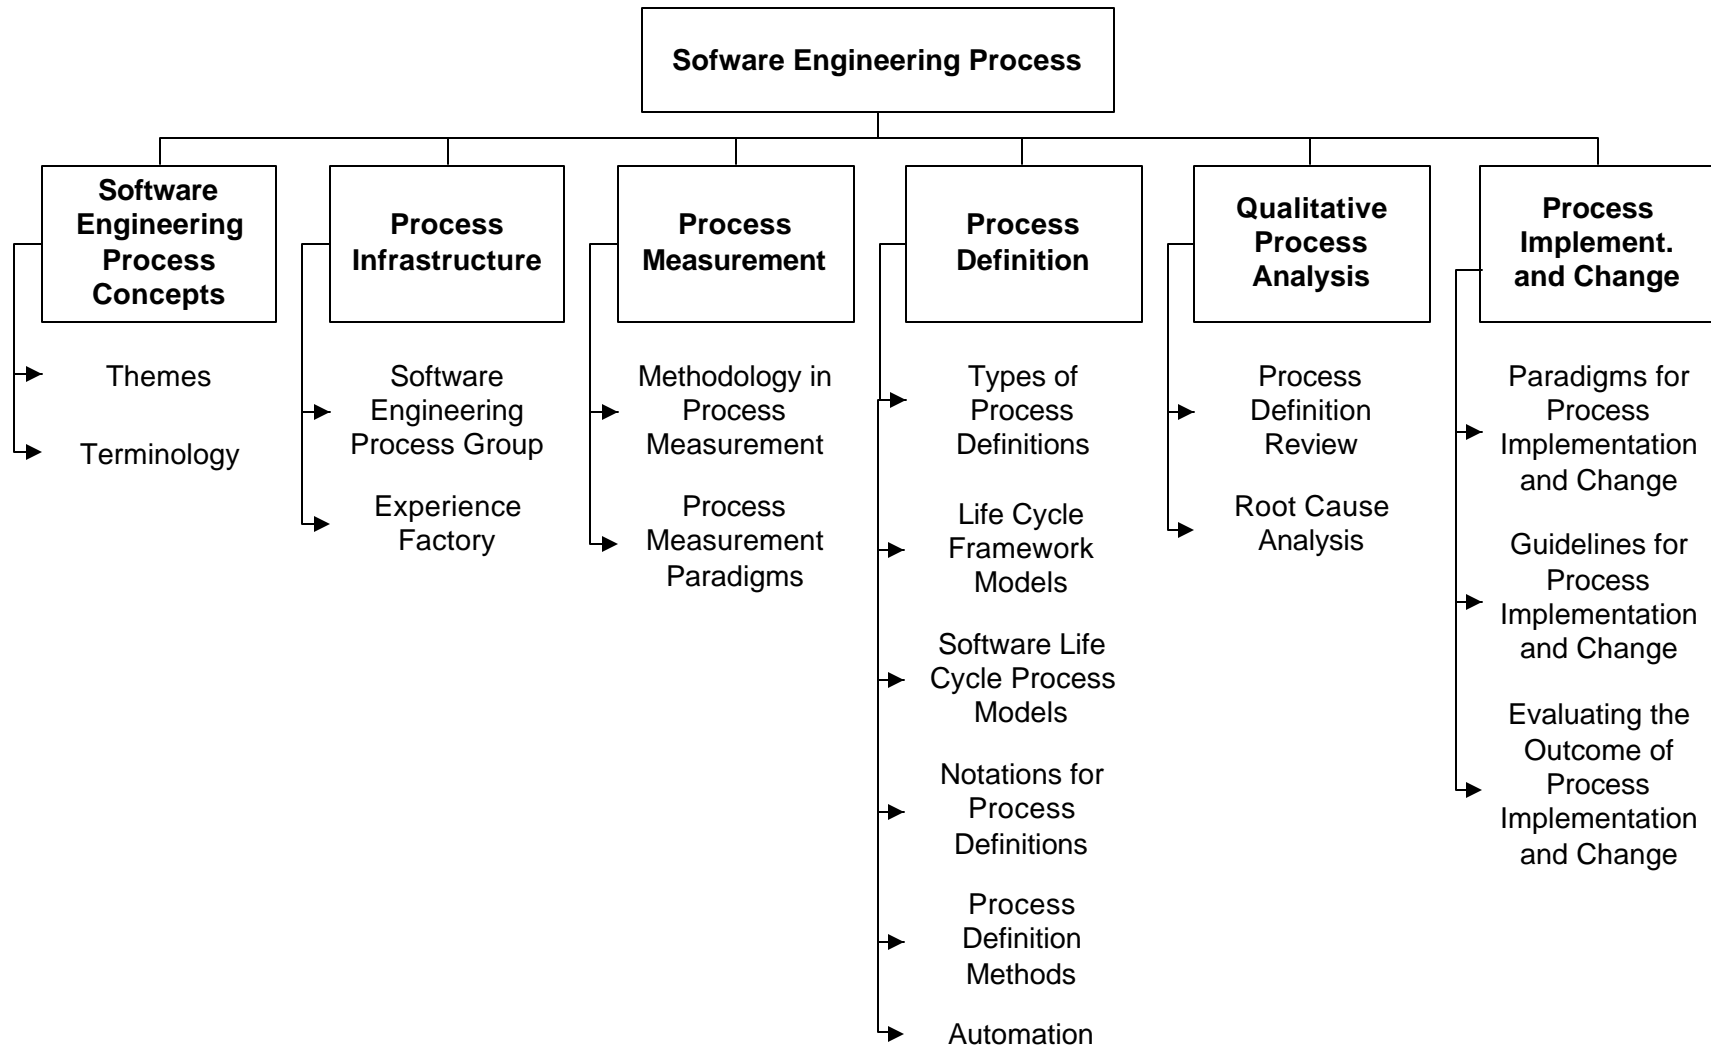 Sofware Engineering Process
Software
Engineering
Process
Concepts
Process
Infrastructure
Process
Measurement
Process
Definition
Qualitative
Process
Analysis
Process
Implement.
and Change
Themes
Terminology
Software
Engineering
Process Group
Experience
Factory
Methodology in
Process
Measurement
Process
Measurement
Paradigms
Types of
Process
Definitions
Life Cycle
Framework
Models
Software Life
Cycle Process
Models
Notations for
Process
Definitions
Process
Definition
Methods
Automation
Process
Definition
Review
Root Cause
Analysis
Paradigms for
Process
Implementation
and Change
Guidelines for
Process
Implementation
and Change
Evaluating the
Outcome of
Process
Implementation
and Change